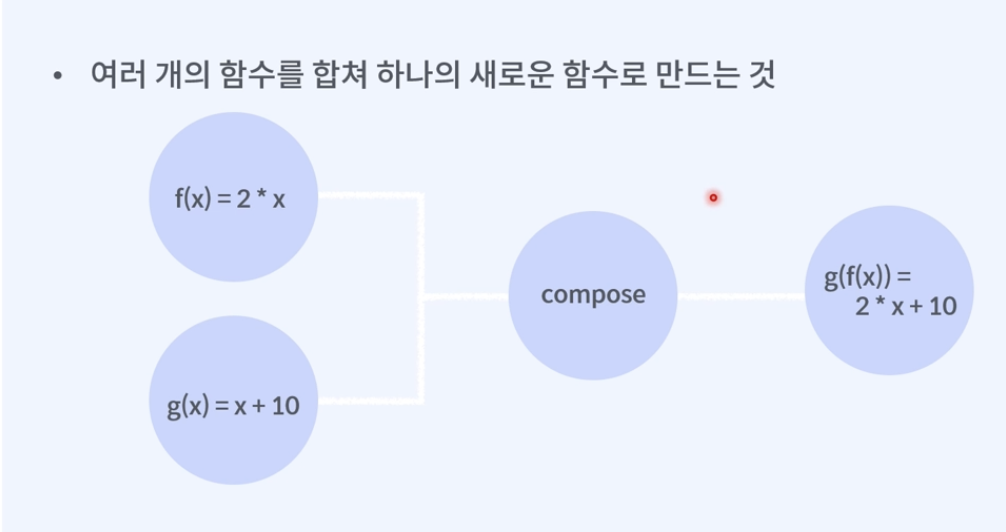 • 여러 개의 함수를 합쳐 하나의 새로운 함수로 만드는 것
f(x) = 2 * x
g(x) = x + 10
compose
g(f(x)) =
2 * x + 10